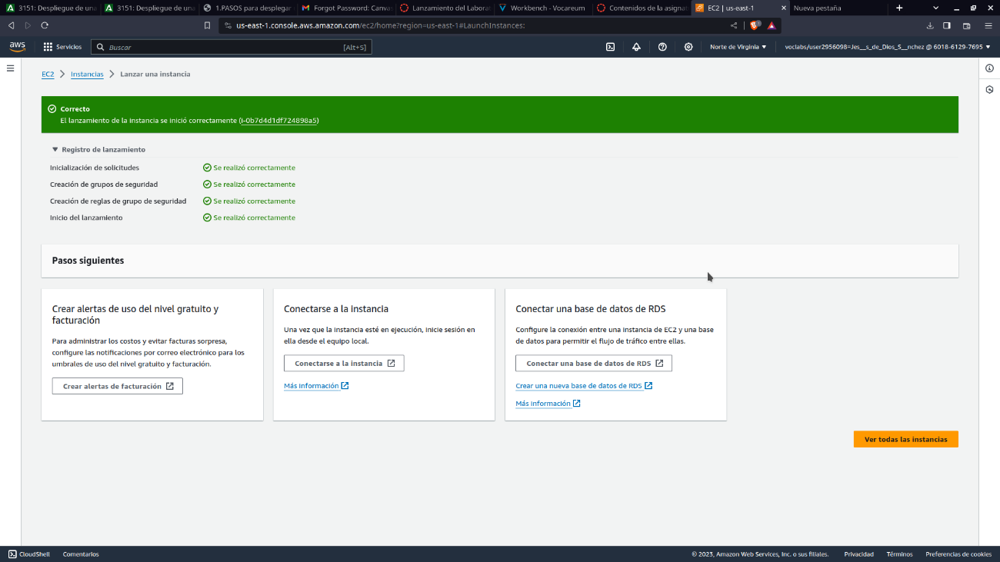 3151: Despliegue de una
3151: Despliegue de una
1.PASOS para desplegar
Forgot Password: Canva
Lanzamiento del Labora
Workbench - Vocareum
Contenidos de la asigna
EC2 | us-east-1
Nueva pestaña
us-east-1.console.aws.amazon.com/ec2/home?region=us-east-1#LaunchInstances:
aws
Servicios
Buscar
[Alt+S]
Norte de Virginia
voclabs/user2956098=Jes__s_de_Dios_S__nchez @ 6018-6129-7695
EC2
Instancias
Lanzar una instancia
Correcto
El lanzamiento de la instancia se inició correctamente (i-0b7d4d1df724898a5)
Registro de lanzamiento
Inicialización de solicitudes Se realizó correctamente
Creación de grupos de seguridad Se realizó correctamente
Creación de reglas de grupo de seguridad Se realizó correctamente
Inicio del lanzamiento Se realizó correctamente
Pasos siguientes
Crear alertas de uso del nivel gratuito y
facturación
Para administrar los costos y evitar facturas sorpresa,
configure las notificaciones por correo electrónico para los
umbrales de uso del nivel gratuito y facturación.
Crear alertas de facturación
Conectarse a la instancia
Una vez que la instancia esté en ejecución, inicie sesión en
ella desde el equipo local.
Conectarse a la instancia
Más información
Conectar una base de datos de RDS
Configure la conexión entre una instancia de EC2 y una base
de datos para permitir el flujo de tráfico entre ellas.
Conectar una base de datos de RDS
Crear una nueva base de datos de RDS
Más información
Ver todas las instancias
CloudShell
Comentarios
© 2023, Amazon Web Services, Inc. o sus filiales.
Privacidad
Términos
Preferencias de cookies